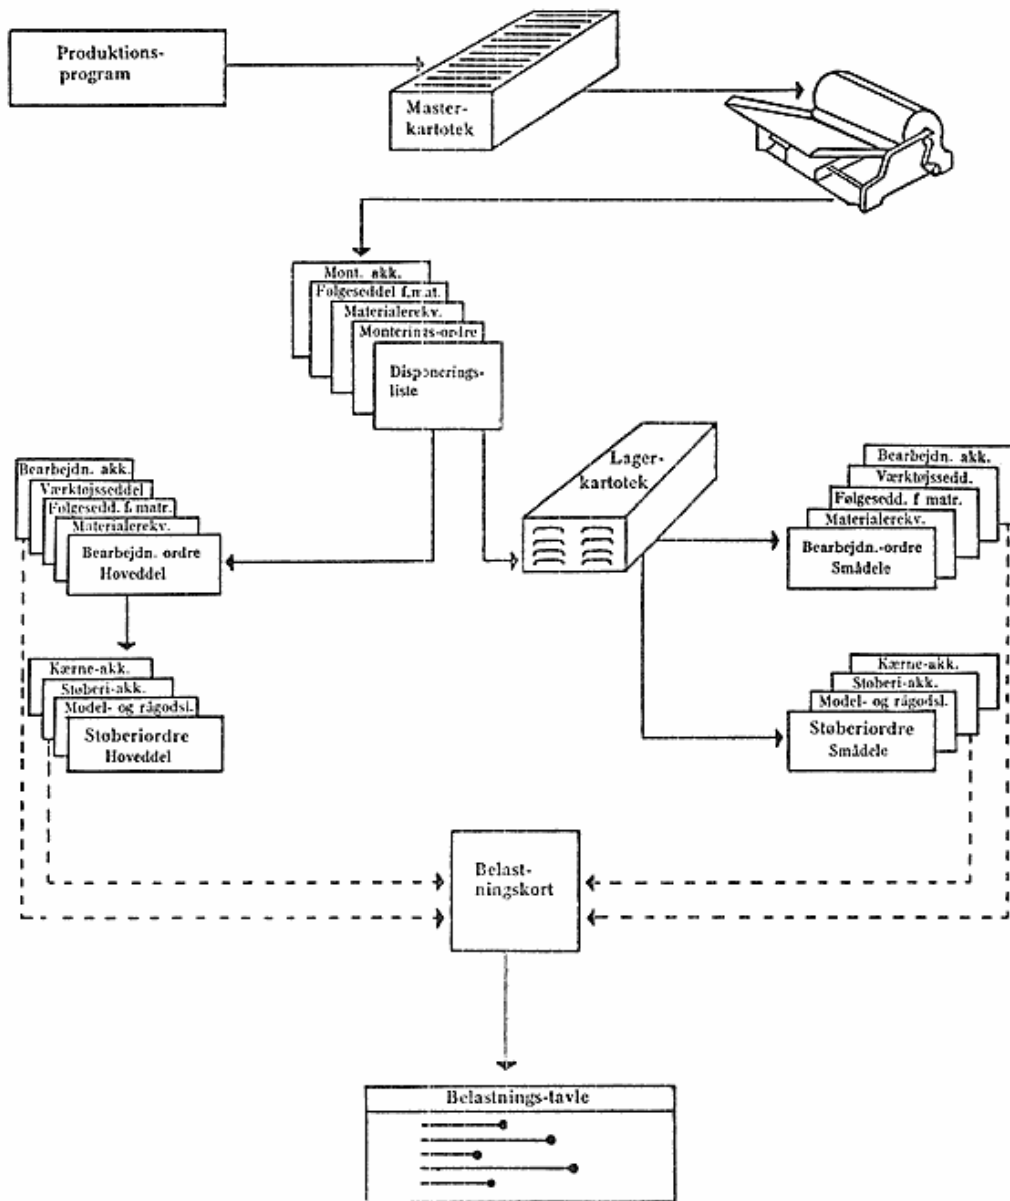 Produktions-
program
Master-
kartotek
Mont. akk.
Følgeseddel f.mat.
Materialerekv.
Monterings-ordre
Disponerings-
liste
Lager-
kartotek
Bearbejdn. akk.
Værktøjsseddel
Følgesedd. f. matr.
Materialerekv.
Bearbejdn. ordre
Hoveddel
Bearbejdn. akk.
Værktøjssedd.
Følgesedd. f matr.
Materialerekv.
Bearbejdn.-ordre
Smådele
Kærne-akk.
Støberi-akk.
Model- og rågodsl.
Støberiordre
Hoveddel
Kærne-akk.
Støberi-akk.
Model- og rågodsl.
Støberiordre
Smådele
Belast-
ningskort
Belastnings-tavle